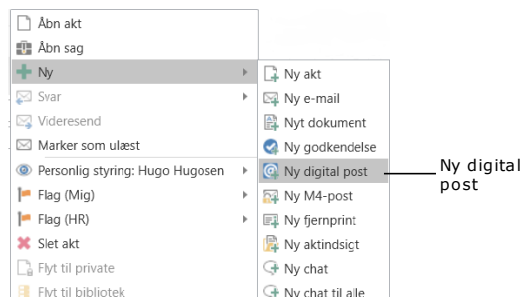 Åbn akt
Åbn sag
Ny
Svar
Videresend
Marker som ulæst
Personlig styring: Hugo Hugosen
Flag (Mig)
Flag (HR)
Slet akt
Flyt til private
Flyt til bibliotek
Ny akt
Ny e-mail
Nyt dokument
Ny godkendelse
Ny digital post
Ny M4-post
Ny fjernprint
Ny aktindsigt
Ny chat
Ny chat til alle
Ny digital
post